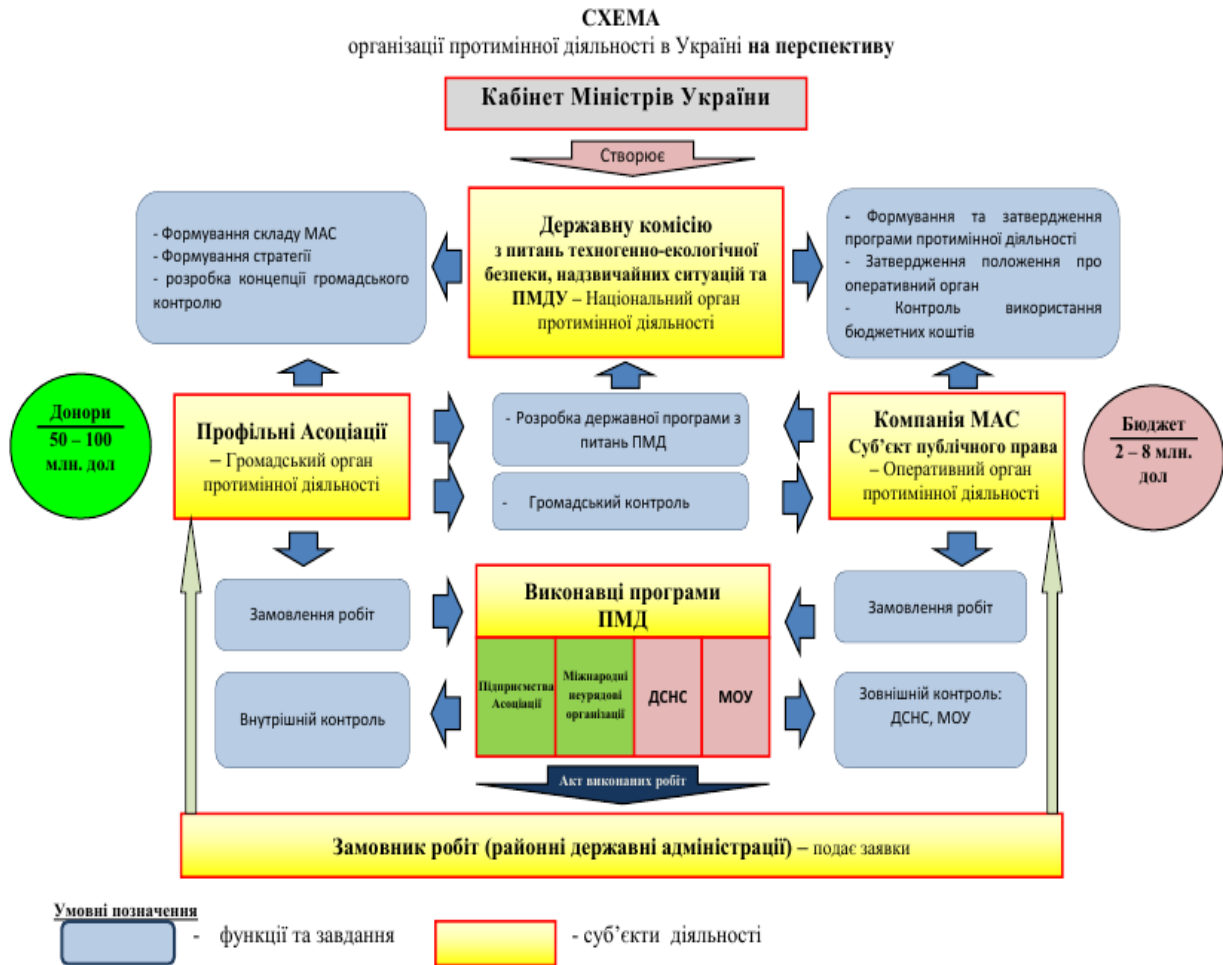 СХЕМА
організації протимінної діяльності в Україні на перспективу
Кабінет Міністрів України
Створює
- Формування складу МАС
- Формування стратегії
- розробка концепції громадського
контролю
Державну комісію
з питань техногенно-екологічної
безпеки, надзвичайних ситуацій та
ПМДУ – Національний орган
протимінної діяльності
- Формування та затвердження
програми протимінної діяльності
- Затвердження положення про
оперативний орган
- Контроль використання
бюджетних коштів
Донори
50 – 100
млн. дол
Профільні Асоціації
– Громадський орган
протимінної діяльності
- Розробка державної програми з
питань ПМД
- Громадський контроль
Компанія МАС
Суб’єкт публічного права
– Оперативний орган
протимінної діяльності
Бюджет
2 – 8 млн.
дол
Замовлення робіт
Виконавці програми
ПМД
Замовлення робіт
Підприємства
Асоціації
Міжнародні
неурядові
організації
ДСНС
МОУ
Внутрішній контроль
Зовнішній контроль:
ДСНС, МОУ
Акт виконаних робіт
Замовник робіт (районні державні адміністрації) – подає заявки
Умовні позначення
- функції та завдання
- суб’єкти діяльності